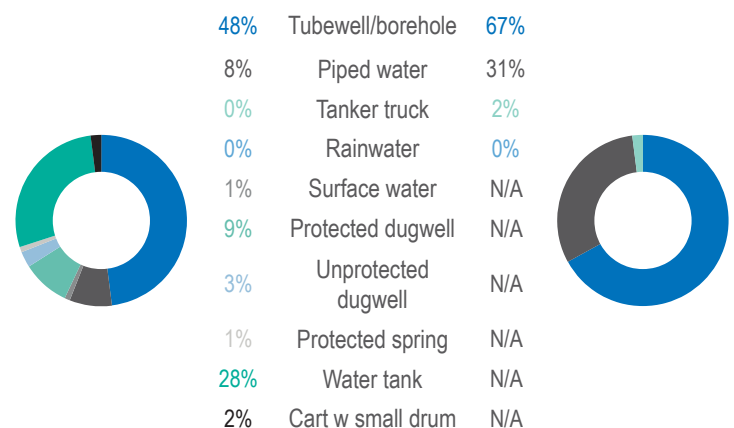 48% Tubewell/borehole 67%
8% Piped water 31%
0% Tanker truck 2%
0% Rainwater 0%
1% Surface water N/A
9% Protected dugwell N/A
3% Unprotected N/A
dugwell
1% Protected spring N/A
28% Water tank N/A
2% Cart w small drum N/A